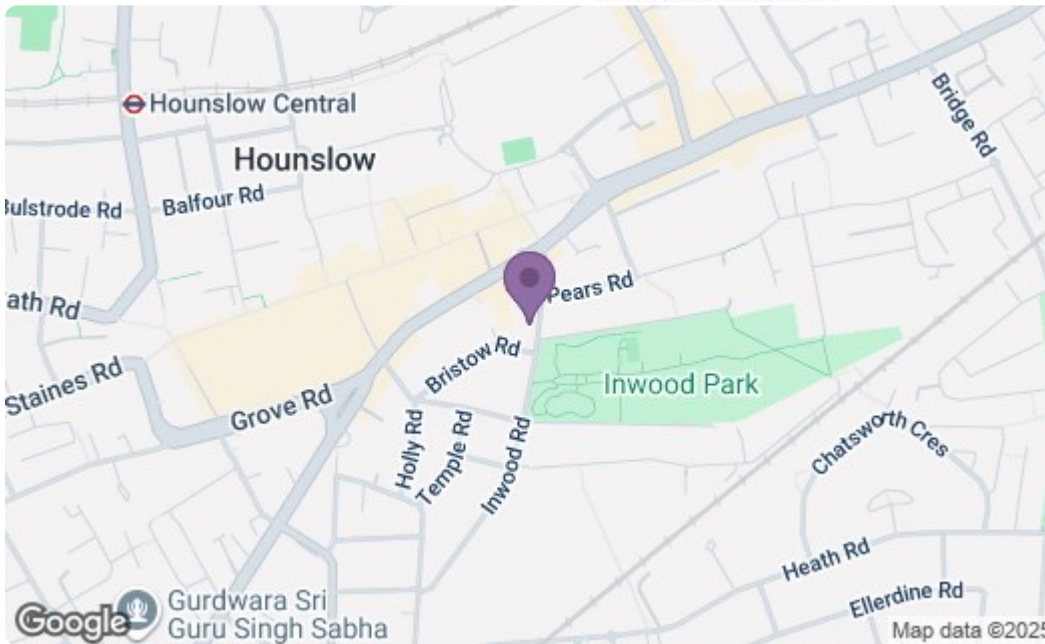 Hounslow Central
Hounslow
Bridge Rd
Balfour Rd
Bulstrode Rd
Pears Rd
ath Rd
Bristow Rd
Staines Rd
Inwood Park
Grove Rd
Holly Rd
Temple Rd
Inwood Rd
Chatsworth Cres
Heath Rd
Ellerdine Rd
Gurdwara Sri
Guru Singh Sabha
Google
Map data ©2025